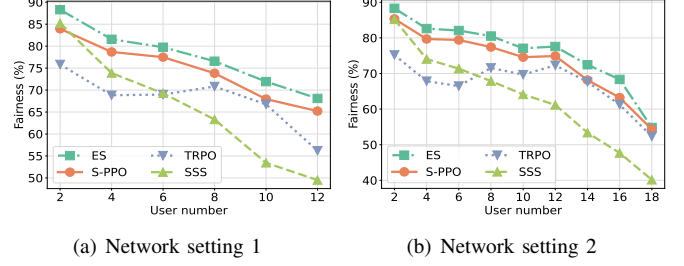 90
85
80
75
70
65
60
55
50
Fairness (%)
ES
S-PPO
TRPO
SSS
2 4 6 8 10 12
User number
(a) Network setting 1
90
80
70
60
50
40
Fairness (%)
ES
S-PPO
TRPO
SSS
2 4 6 8 10 12 14 16 18
User number
(b) Network setting 2